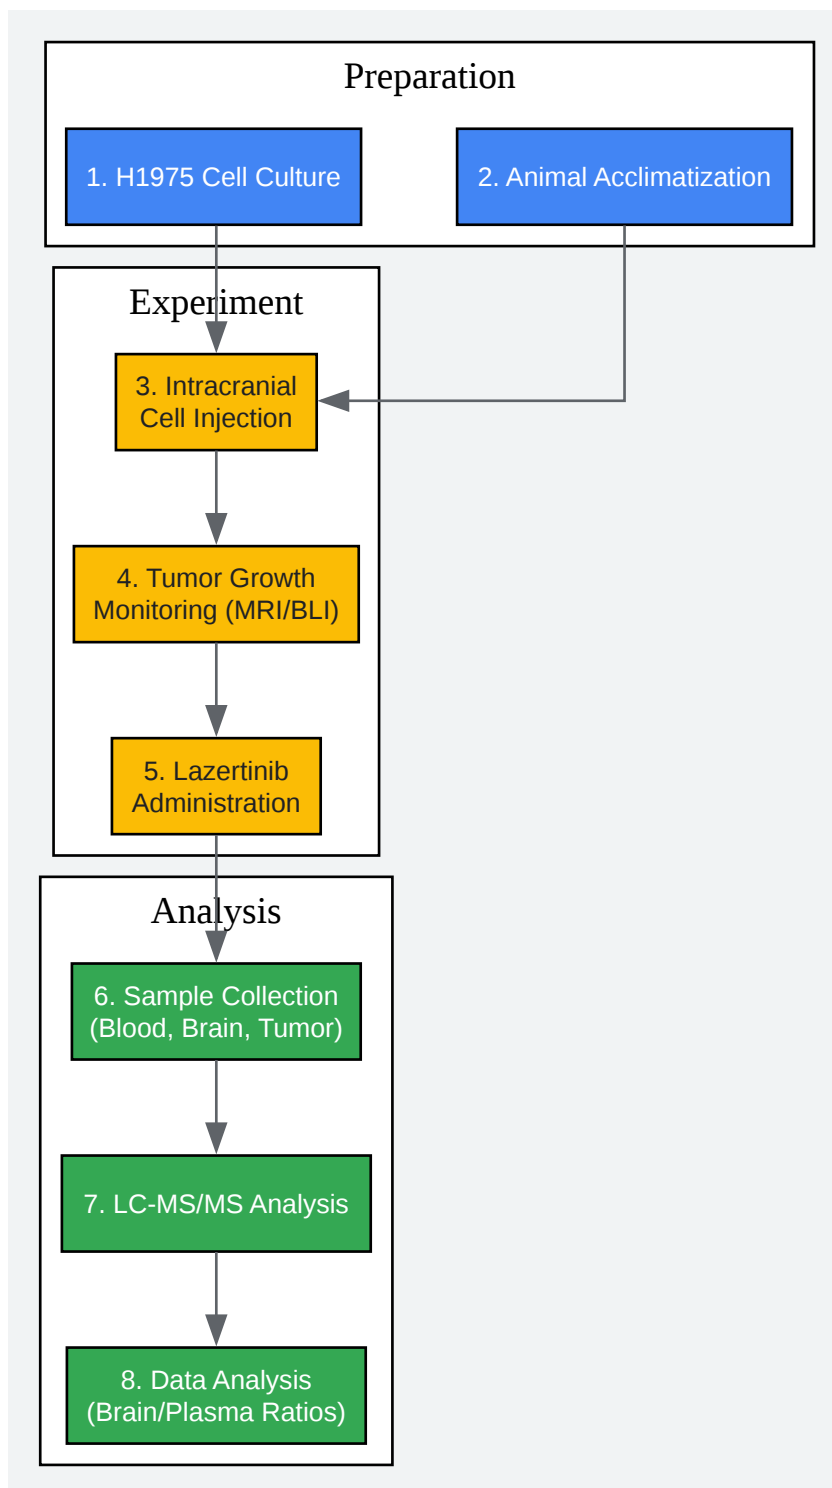 Preparation
1. H1975 Cell Culture
2. Animal Acclimatization
Experiment
3. Intracranial
Cell Injection
4. Tumor Growth
Monitoring (MRI/BLI)
5. Lazertinib
Administration
Analysis
6. Sample Collection
(Blood, Brain, Tumor)
7. LC-MS/MS Analysis
8. Data Analysis
(Brain/Plasma Ratios)